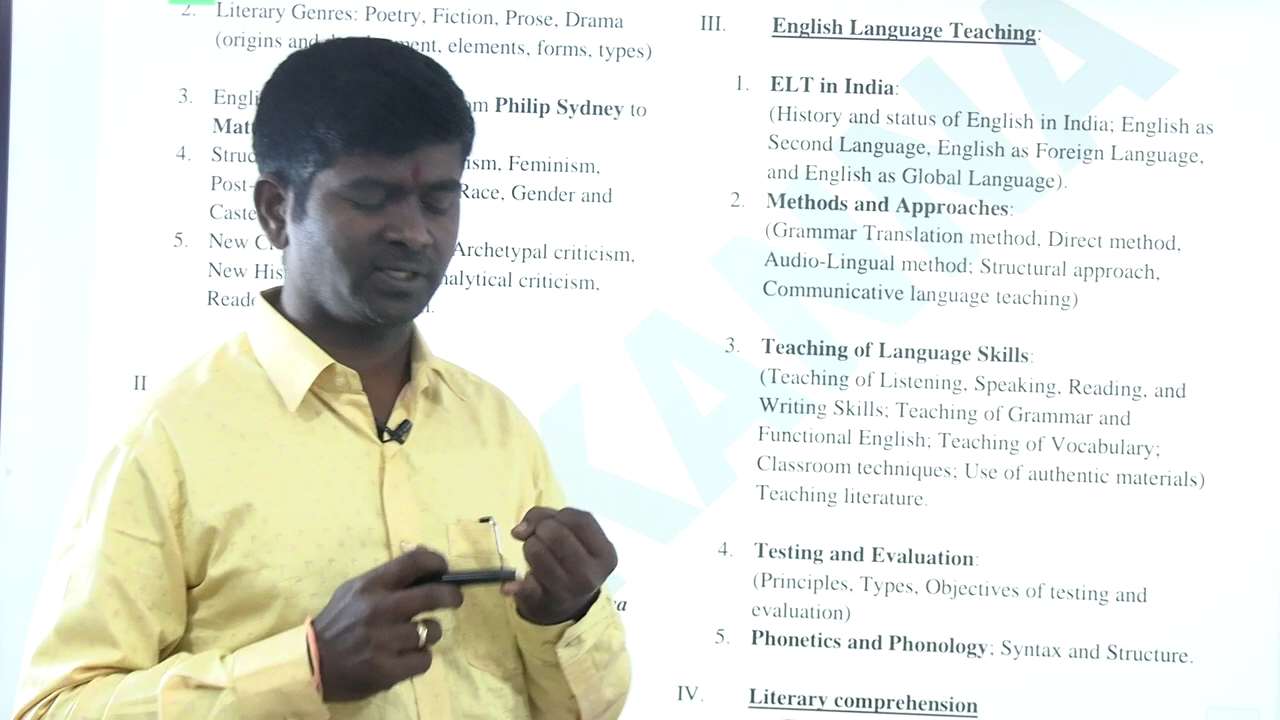 2. Literary Genres: Poetry, Fiction, Prose, Drama
(origins and ment, elements, forms, types)
3. Engli m Philip Sydney to
Mat
4. Struc ism, Feminism,
Post- Race, Gender and
Caste
5. New C Archetypal criticism,
New His nalytical criticism,
Reade
II
III. English Language Teaching:
1. ELT in India:
(History and status of English in India; English as
Second Language, English as Foreign Language,
and English as Global Language).
2. Methods and Approaches:
(Grammar Translation method, Direct method,
Audio-Lingual method; Structural approach,
Communicative language teaching)
3. Teaching of Language Skills:
(Teaching of Listening, Speaking, Reading, and
Writing Skills; Teaching of Grammar and
Functional English; Teaching of Vocabulary;
Classroom techniques; Use of authentic materials)
Teaching literature.
4. Testing and Evaluation:
(Principles, Types, Objectives of testing and
evaluation)
5. Phonetics and Phonology; Syntax and Structure.
IV. Literary comprehension
KANNA